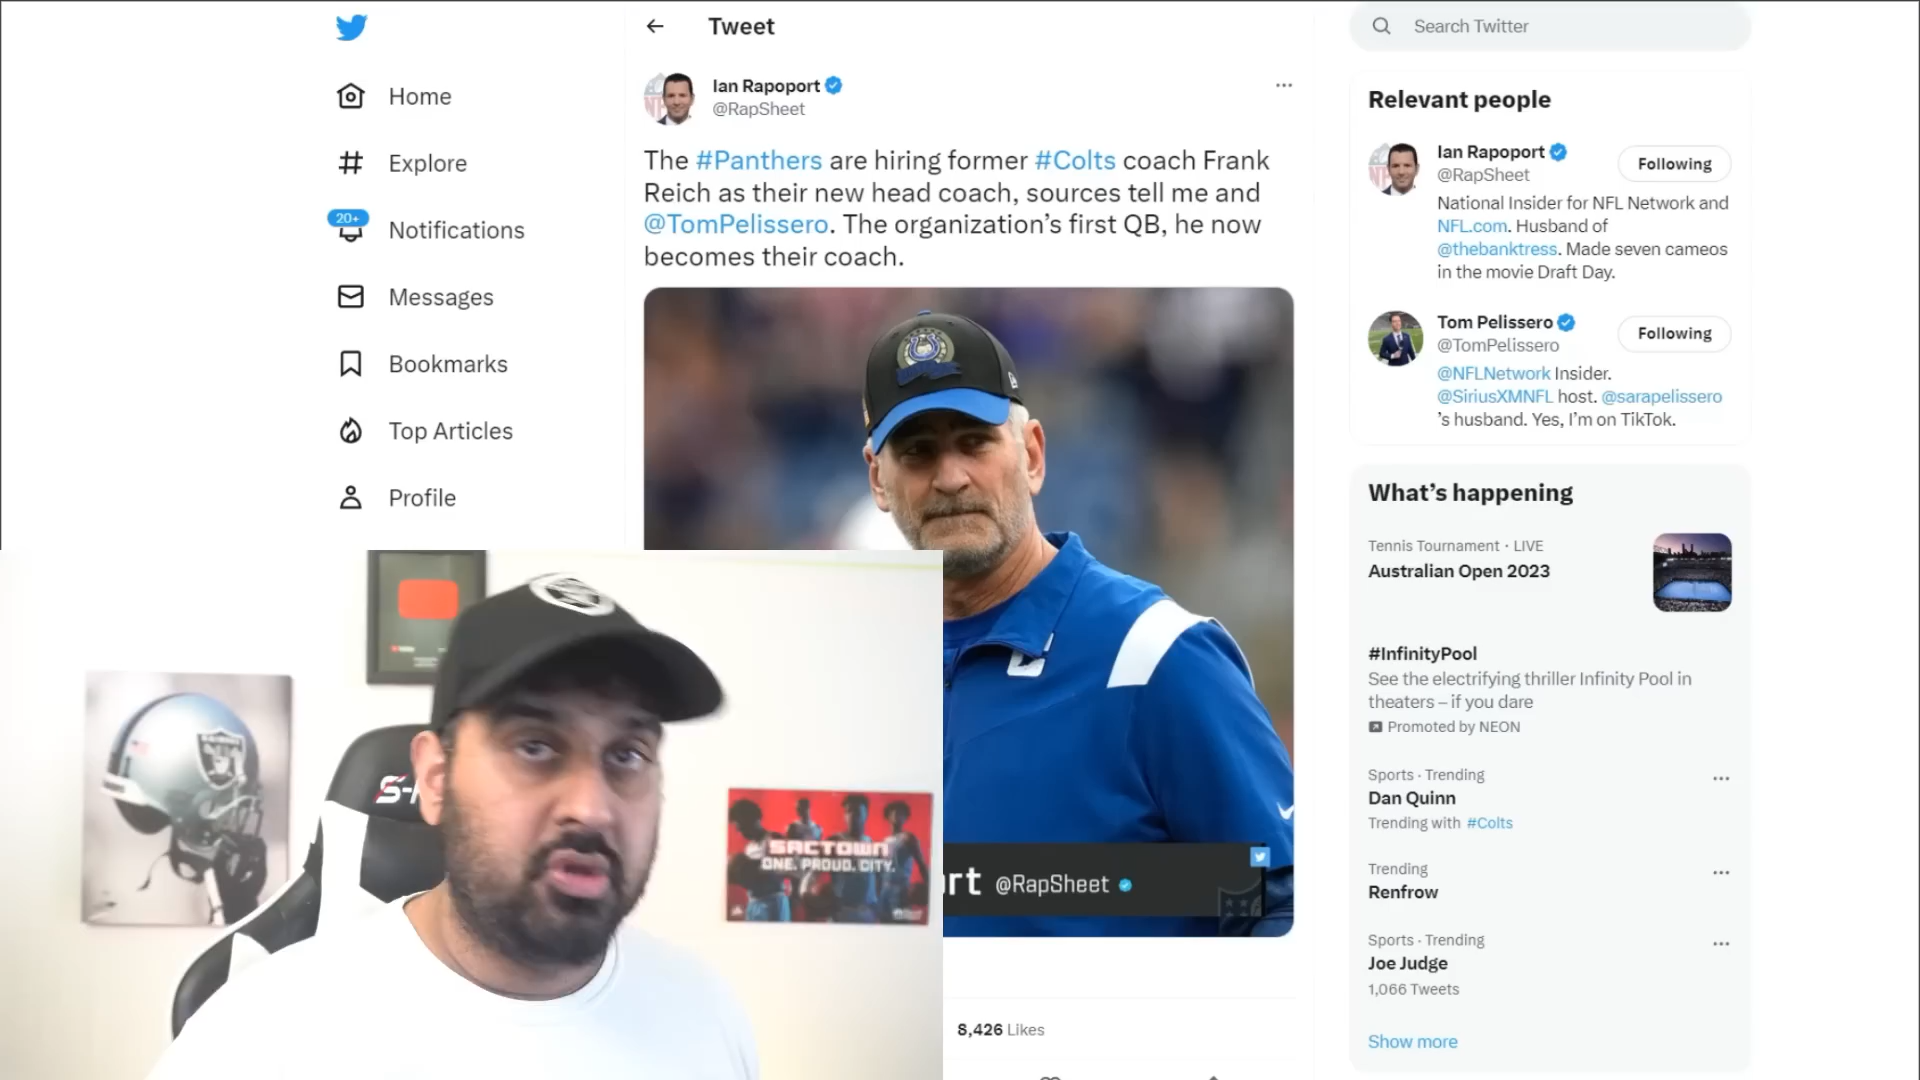 Home
Explore
20+
Notifications
Messages
Bookmarks
Top Articles
Profile
Tweet
Ian Rapoport
@RapSheet
The #Panthers are hiring former #Colts coach Frank
Reich as their new head coach, sources tell me and
@TomPelissero. The organization’s first QB, he now
becomes their coach.
rt @RapSheet
8,426 Likes
SACTOWN
ONE. PROUD. CITY.
Search Twitter
Relevant people
Ian Rapoport
@RapSheet
Following
National Insider for NFL Network and
NFL.com. Husband of
@thebanktress. Made seven cameos
in the movie Draft Day.
Tom Pelissero
@TomPelissero
Following
@NFLNetwork Insider.
@SiriusXMNFL host. @sarapelissero
’s husband. Yes, I’m on TikTok.
What’s happening
Tennis Tournament · LIVE
Australian Open 2023
#InfinityPool
See the electrifying thriller Infinity Pool in
theaters – if you dare
Promoted by NEON
Sports · Trending
Dan Quinn
Trending with #Colts
Trending
Renfrow
Sports · Trending
Joe Judge
1,066 Tweets
Show more